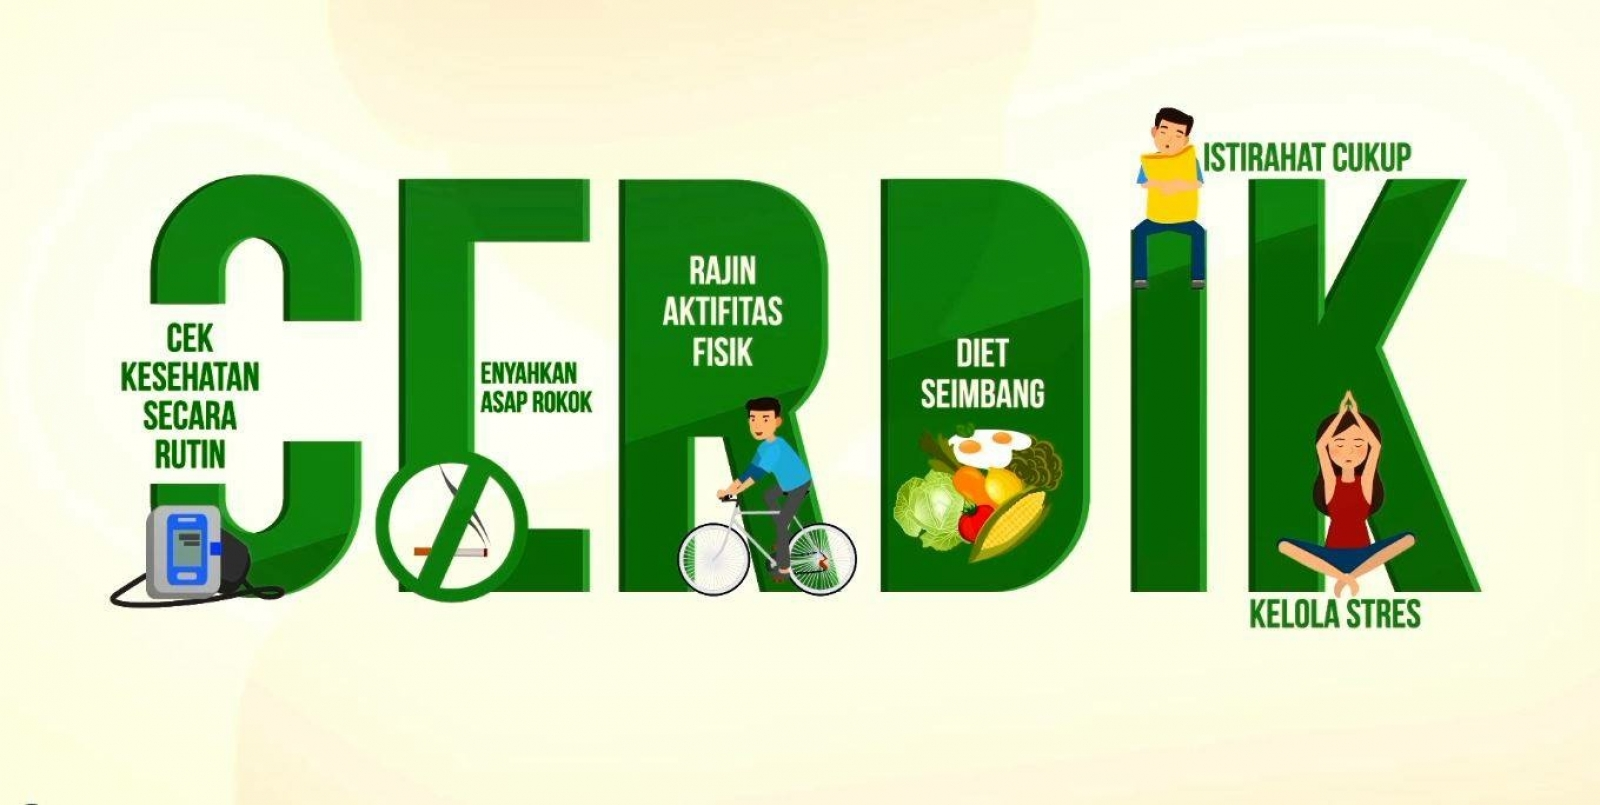 CERDIK
CEK
KESEHATAN
SECARA
RUTIN
ENYAHKAN
ASAP ROKOK
RAJIN
AKTIFITAS
FISIK
DIET
SEIMBANG
ISTIRAHAT CUKUP
KELOLA STRES